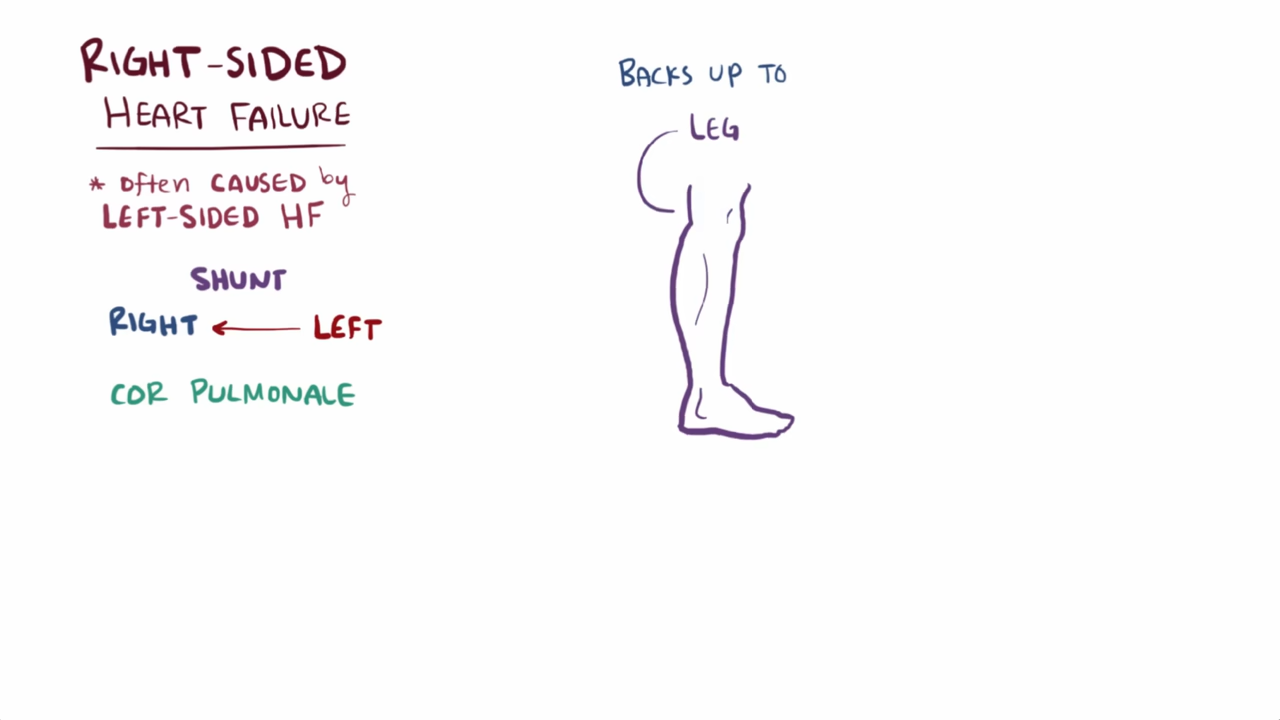 RIGHT-SIDED
HEART FAILURE
* Often CAUSED by
LEFT-SIDED HF
SHUNT
RIGHT ← LEFT
COR PULMONALE
BACKS UP TO
LEG